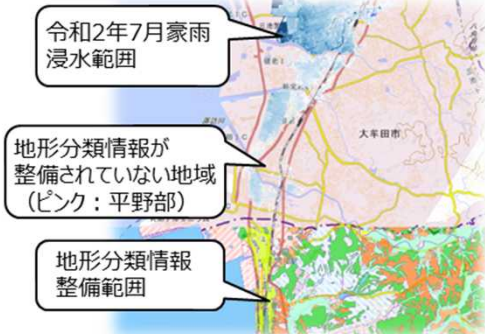 令和2年7月豪雨
浸水範囲
大牟田市
地形分類情報が
整備されていない地域
（ピンク：平野部）
地形分類情報
整備範囲